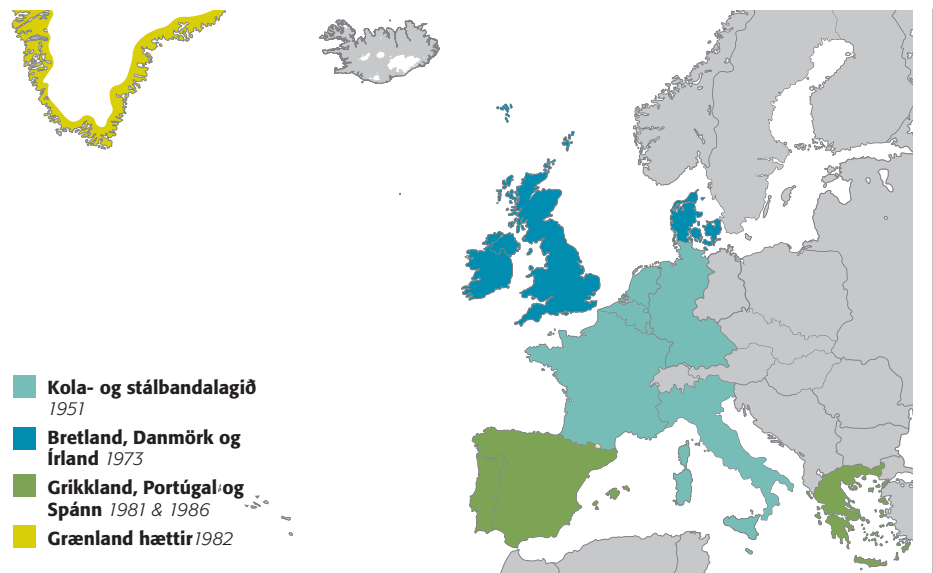 Kola- og stálbandalagið
1951
Bretland, Danmörk og
Írland 1973
Grikkland, Portúgal og
Spánn 1981 & 1986
Grænland hættir 1982